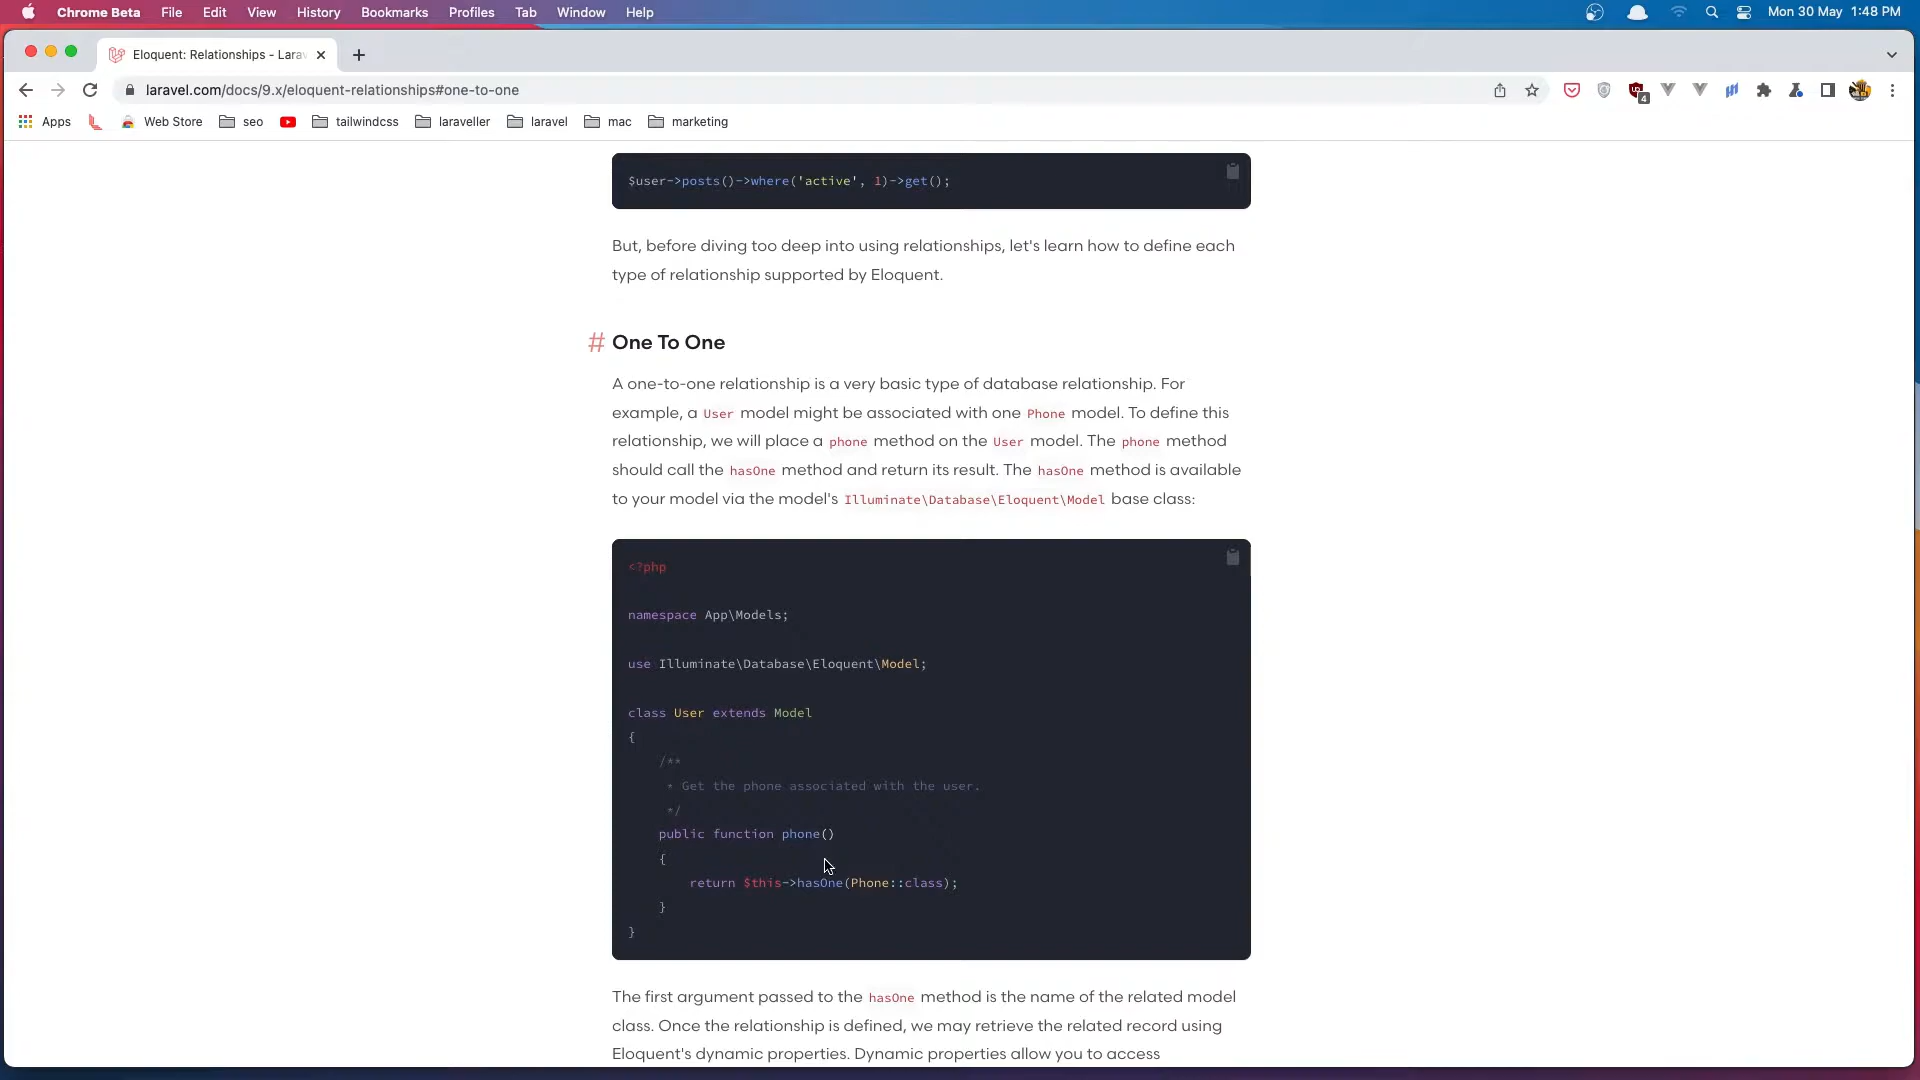 Chrome Beta File Edit View History Bookmarks Profiles Tab Window Help Mon 30 May 1:48 PM
Eloquent: Relationships - Larav
laravel.com/docs/9.x/eloquent-relationships#one-to-one
4
Apps Web Store seo tailwindcss laraveller laravel mac marketing
$user->posts()->where('active', 1)->get();
But, before diving too deep into using relationships, let's learn how to define each
type of relationship supported by Eloquent.
# One To One
A one-to-one relationship is a very basic type of database relationship. For
example, a User model might be associated with one Phone model. To define this
relationship, we will place a phone method on the User model. The phone method
should call the hasOne method and return its result. The hasOne method is available
to your model via the model's Illuminate\Database\Eloquent\Model base class:
<?php
namespace App\Models;
use Illuminate\Database\Eloquent\Model;
class User extends Model
{
/**
* Get the phone associated with the user.
*/
public function phone()
{
return $this->hasOne(Phone::class);
}
}
The first argument passed to the hasOne method is the name of the related model
class. Once the relationship is defined, we may retrieve the related record using
Eloquent's dynamic properties. Dynamic properties allow you to access